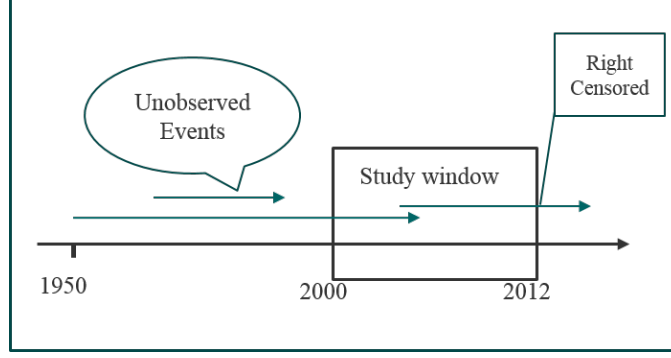 Right
Censored
Unobserved
Events
Study window
1950
2000
2012